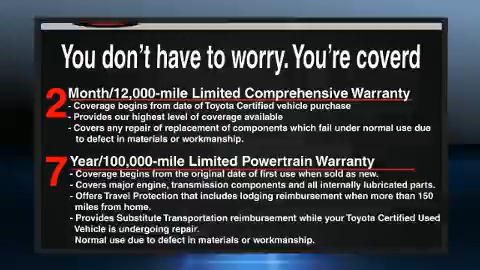 You don't have to worry. You're coverd
2 Month/12,000-mile Limited Comprehensive Warranty
- Coverage begins from date of Toyota Certified vehicle purchase
- Provides our highest level of coverage available
- Covers any repair of replacement of components which fail under normal use due
to defect in materials or workmanship.
7 Year/100,000-mile Limited Powertrain Warranty
- Coverage begins from the original date of first use when sold as new.
- Covers major engine, transmission components and all internally lubricated parts.
- Offers Travel Protection that includes lodging reimbursement when more than 150
miles from home.
- Provides Substitute Transportation reimbursement while your Toyota Certified Used
Vehicle is undergoing repair.
Normal use due to defect in materials or workmanship.